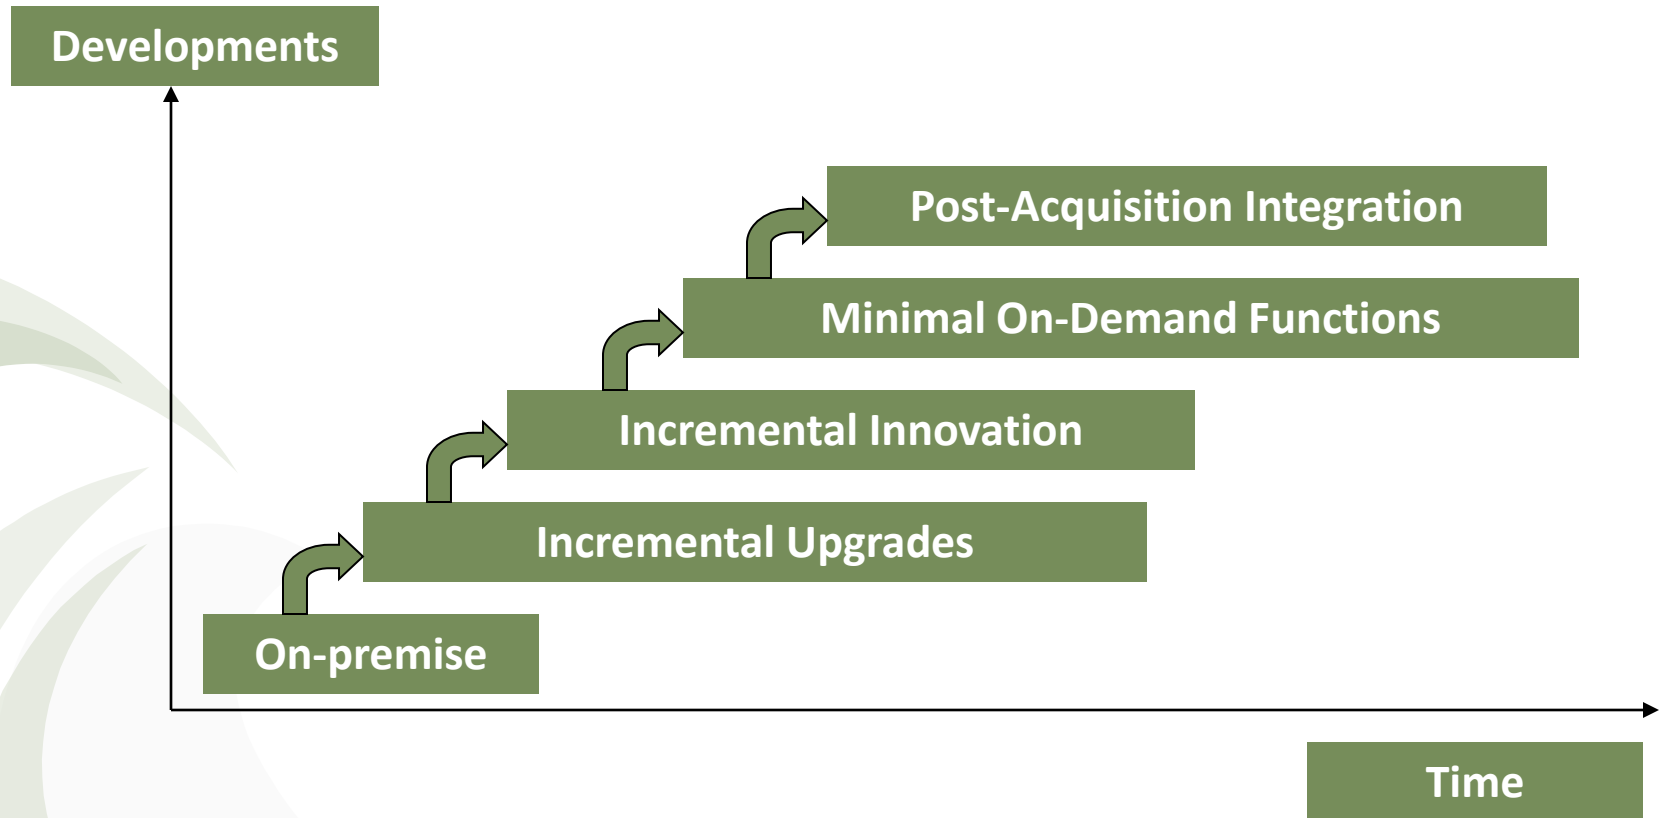 Developments
Post-Acquisition Integration
Minimal On-Demand Functions
Incremental Innovation
Incremental Upgrades
On-premise
Time